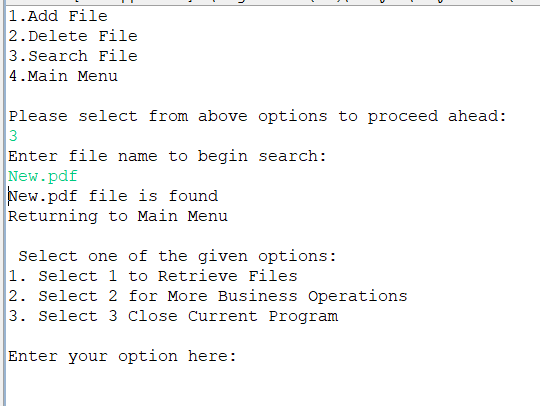 1.Add File
2.Delete File
3.Search File
4.Main Menu
Please select from above options to proceed ahead:
3
Enter file name to begin search:
New.pdf
New.pdf file is found
Returning to Main Menu
Select one of the given options:
1. Select 1 to Retrieve Files
2. Select 2 for More Business Operations
3. Select 3 Close Current Program
Enter your option here: